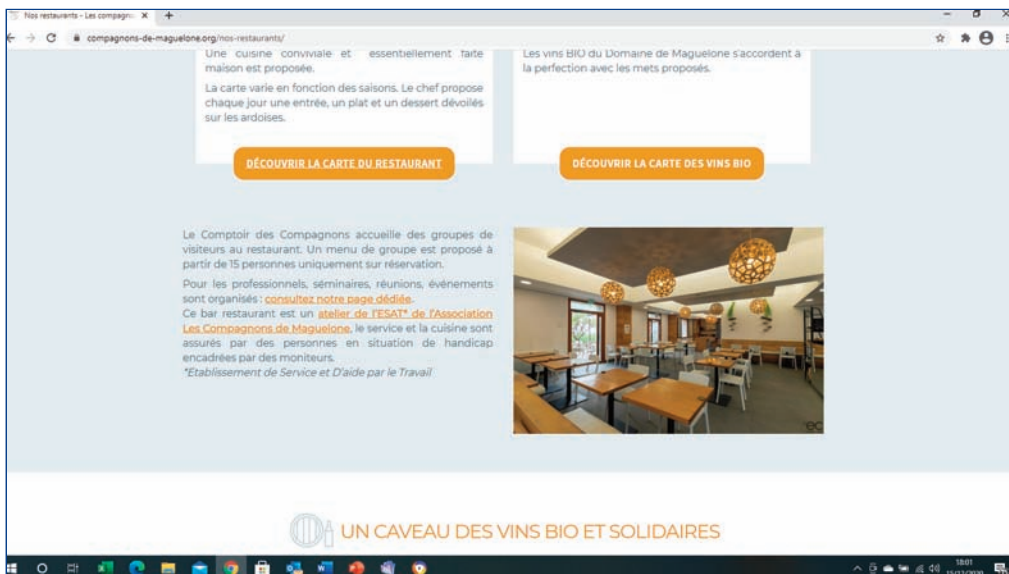 Nos restaurants - Les compagn
compagnons-de-maguelone.org/nos-restaurants/
Une cuisine conviviale et essentiellement faite
maison est proposée.
La carte varie en fonction des saisons. Le chef propose
chaque jour une entrée, un plat et un dessert dévoilés
sur les ardoises.
DÉCOUVRIR LA CARTE DU RESTAURANT
Les vins BIO du Domaine de Maguelone s'accordent à
la perfection avec les mets proposés.
DÉCOUVRIR LA CARTE DES VINS BIO
Le Comptoir des Compagnons accueille des groupes de
visiteurs au restaurant. Un menu de groupe est proposé à
partir de 15 personnes uniquement sur réservation.
Pour les professionnels, séminaires, réunions, évènements
sont organisés : consultez notre page dédiée.
Ce bar restaurant est un atelier de l'ESAT* de l'Association
Les Compagnons de Maguelone, le service et la cuisine sont
assurés par des personnes en situation de handicap
encadrées par des moniteurs.
*Etablissement de Service et D'aide par le Travail
UN CAVEAU DES VINS BIO ET SOLIDAIRES
18:01
15/12/2020